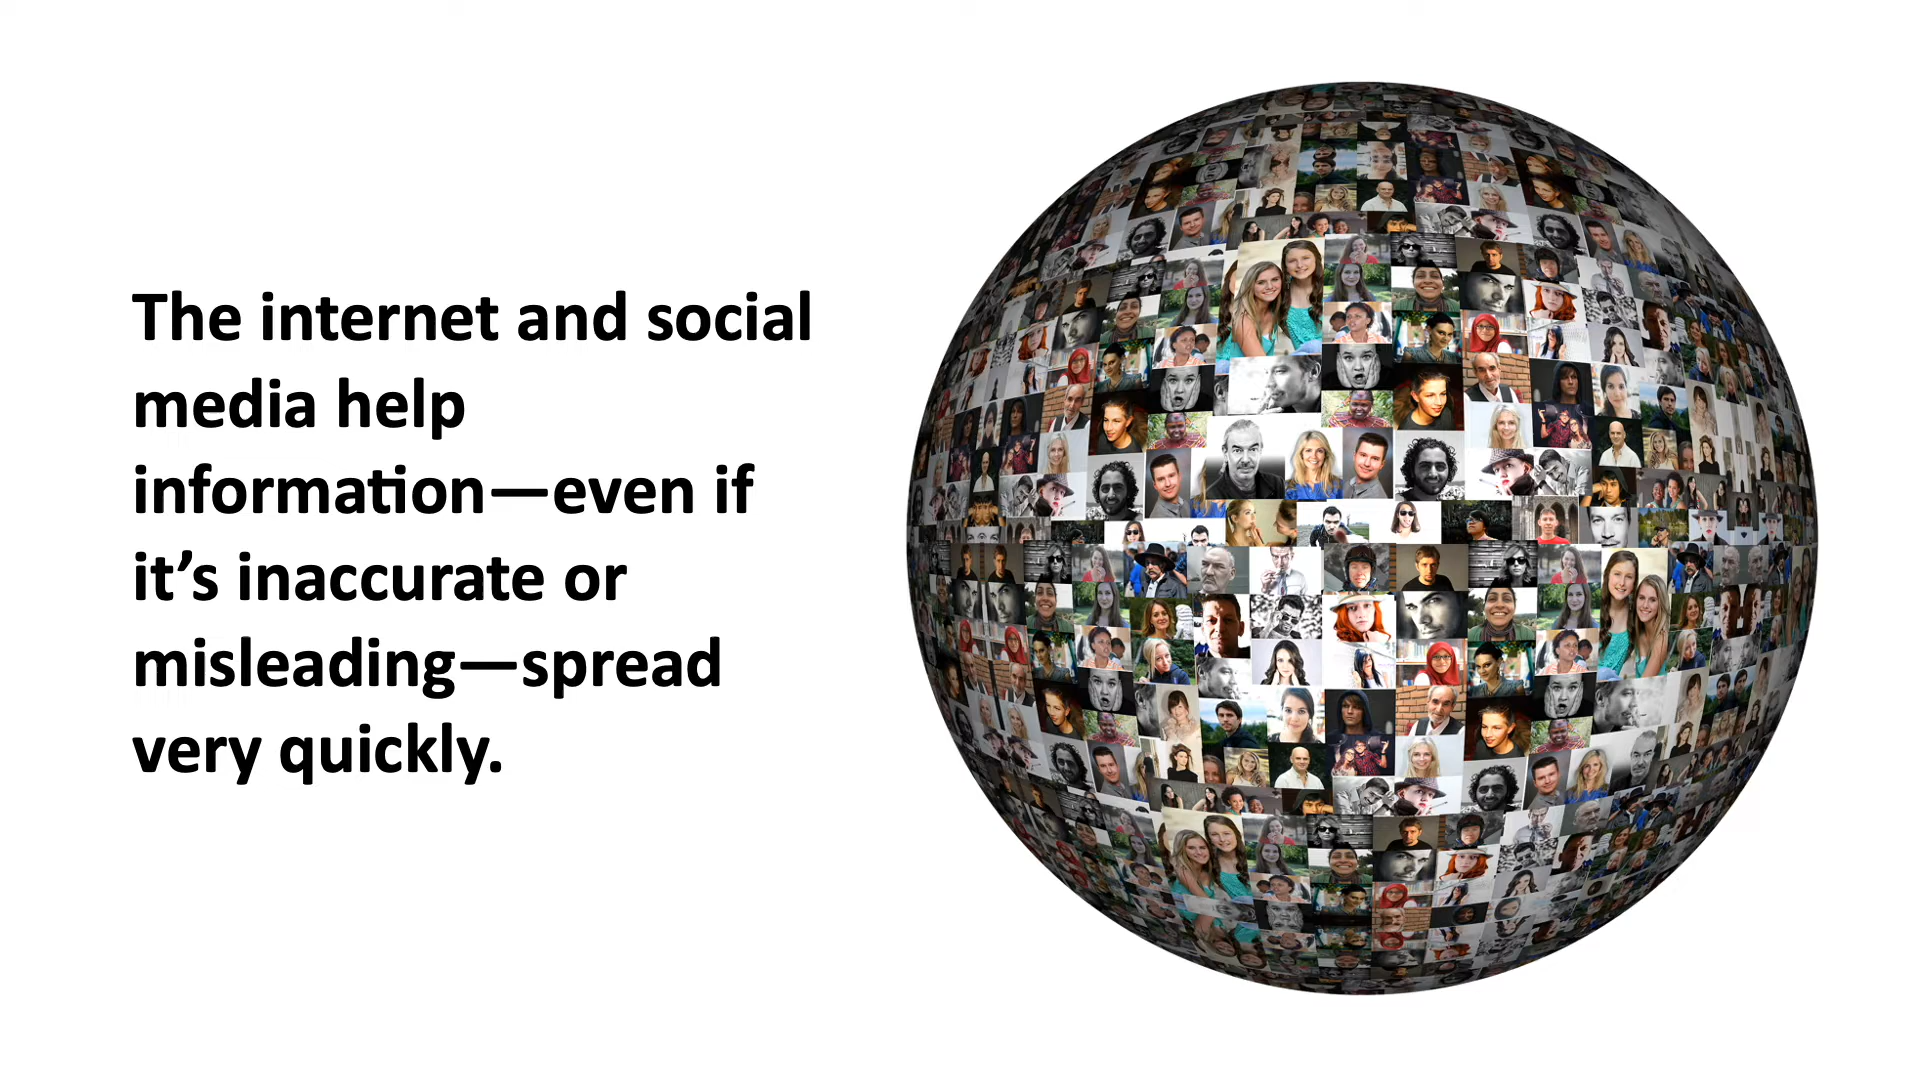 The internet and social
media help
information—even if
it’s inaccurate or
misleading—spread
very quickly.